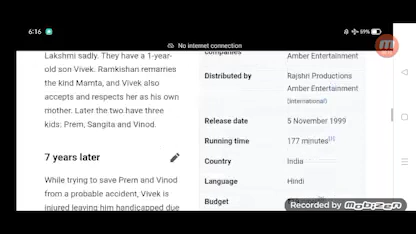 6:16
59%
No internet connection
Lakshmi sadly. They have a 1-year-
old son Vivek. Ramkishan remarries
the kind Mamta, and Vivek also
accepts and respects her as his own
mother. Later the two have three
kids: Prem, Sangita and Vinod.
7 years later
While trying to save Prem and Vinod
from a probable accident, Vivek is
injured leaving him handicapped due
companies
Amber Entertainment
Distributed by
Rajshri Productions
Amber Entertainment
(international)
Release date
5 November 1999
Running time
177 minutes[1]
Country
India
Language
Hindi
Budget
Recorded by mobizen